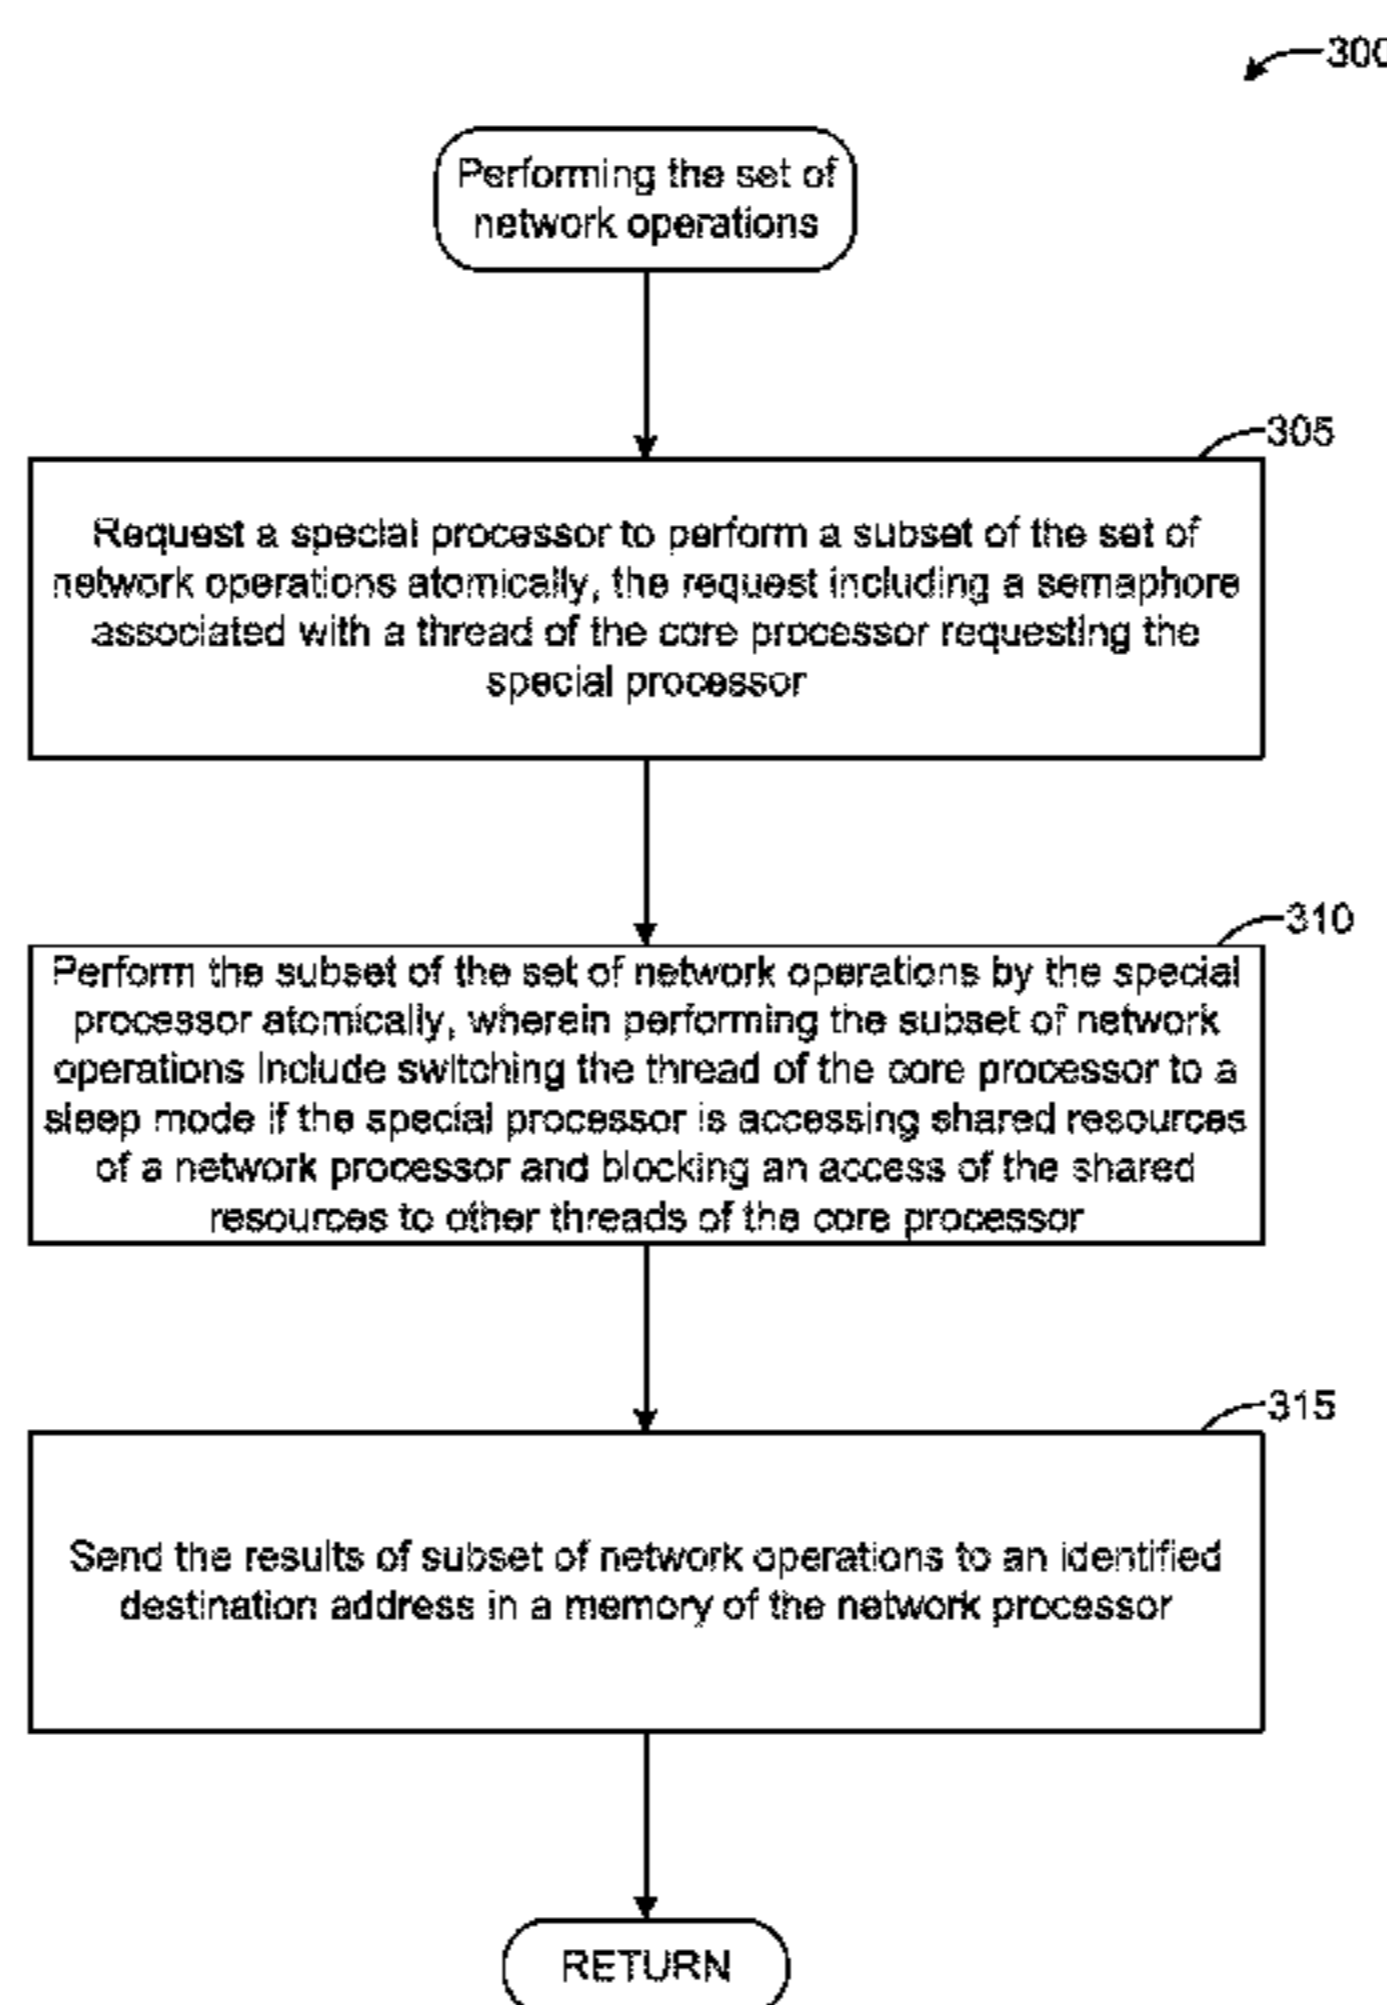 300
Performing the set of
network operations
305
Request a special processor to perform a subset of the set of
network operations atomically, the request including a semaphore
associated with a thread of the core processor requesting the
special processor
310
Perform the subset of the set of network operations by the special
processor atomically, wherein performing the subset of network
operations include switching the thread of the core processor to a
sleep mode if the special processor is accessing shared resources
of a network processor and blocking an access of the shared
resources to other threads of the core processor
315
Send the results of subset of network operations to an identified
destination address in a memory of the network processor
RETURN